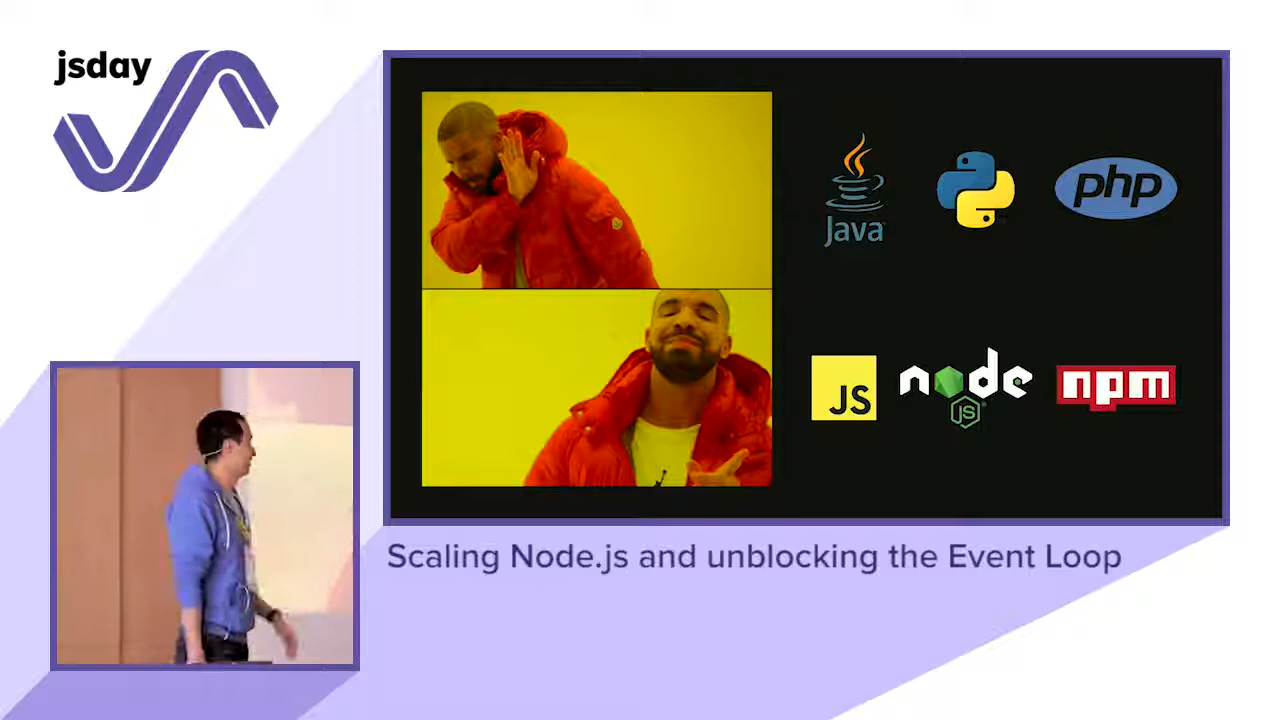 jsday
Java
php
JS
node
JS
npm
Scaling Node.js and unblocking the Event Loop